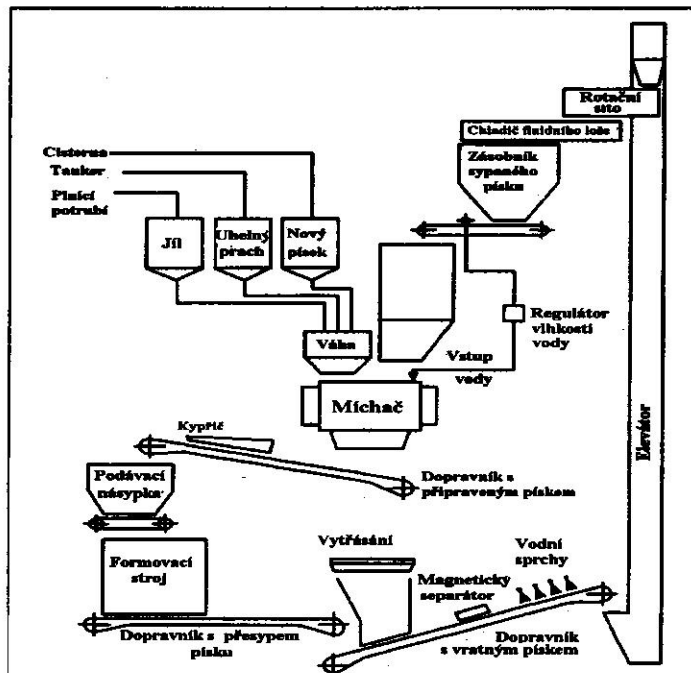 Rotační
síto
Chladič fluidního lože
Zásobník
sypaného
písku
Cisterna
Tanker
Plnící
potrubí
Jíl
Uhelný
prach
Nový
písek
Váha
Regulátor
vlhkosti
vody
Vstup
vody
Míchač
Elevátor
Kypřič
Dopravník s
připraveným pískem
Podávací
násypka
Formovací
stroj
Vytřásání
Vodní
sprchy
Magnetický
separátor
Dopravník s přesypem
písku
Dopravník
s vratným pískem